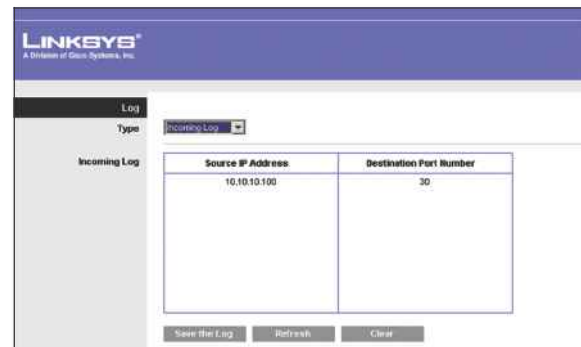 LINKSYS®
A Division of Cisco Systems, Inc.
Log
Type
Incoming Log
Incoming Log
Source IP Address
Destination Port Number
10.10.10.100
30
Save the Log
Refresh
Clear